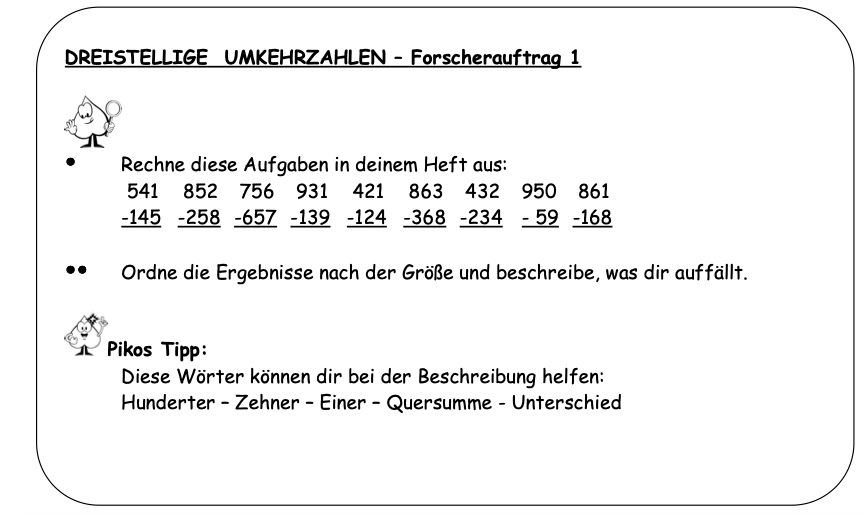 DREISTELLIGE UMKEHRZAHLEN – Forscherauftrag 1
• Rechne diese Aufgaben in deinem Heft aus:
541 852 756 931 421 863 432 950 861
-145 -258 -657 -139 -124 -368 -234 - 59 -168
•• Ordne die Ergebnisse nach der Größe und beschreibe, was dir auffällt.
Pikos Tipp:
Diese Wörter können dir bei der Beschreibung helfen:
Hunderter – Zehner – Einer – Quersumme - Unterschied